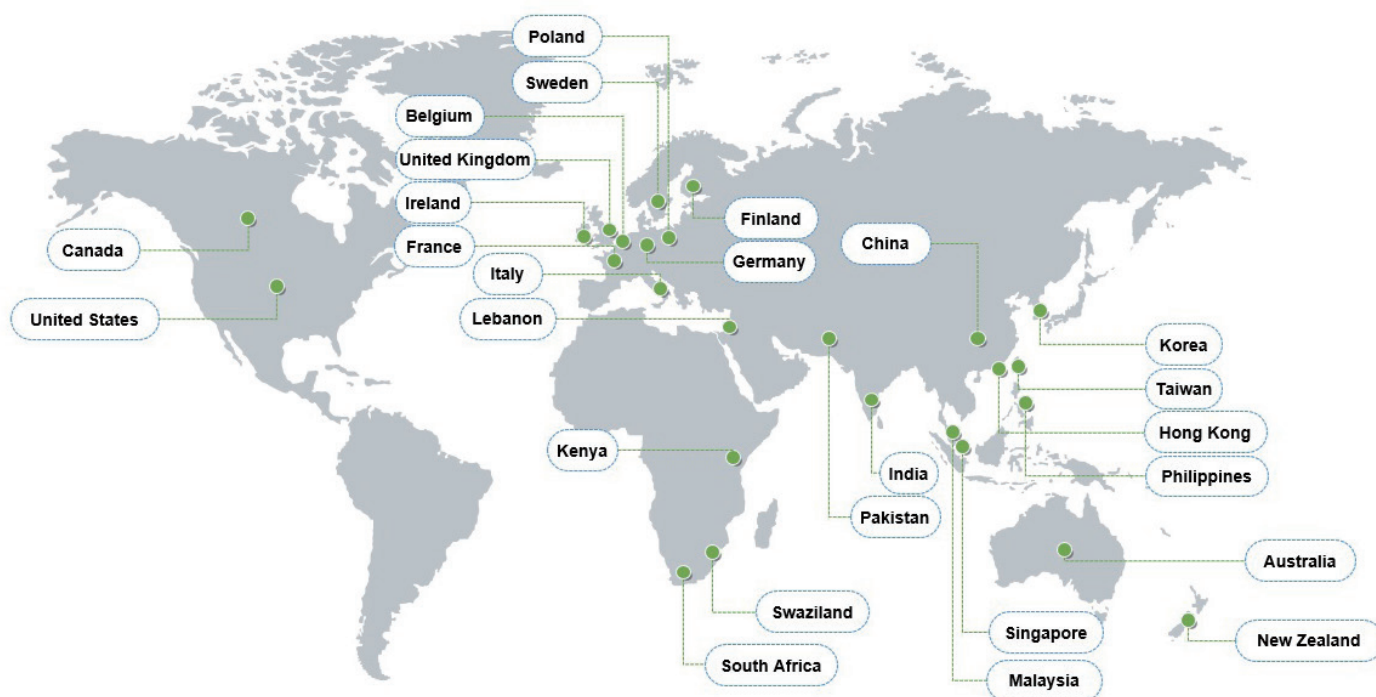 Poland
Sweden
Belgium
United Kingdom
Ireland
Finland
China
France
Canada
Germany
Italy
United States
Lebanon
Korea
Taiwan
Hong Kong
Kenya
India
Philippines
Pakistan
Australia
Swaziland
Singapore
New Zealand
South Africa
Malaysia